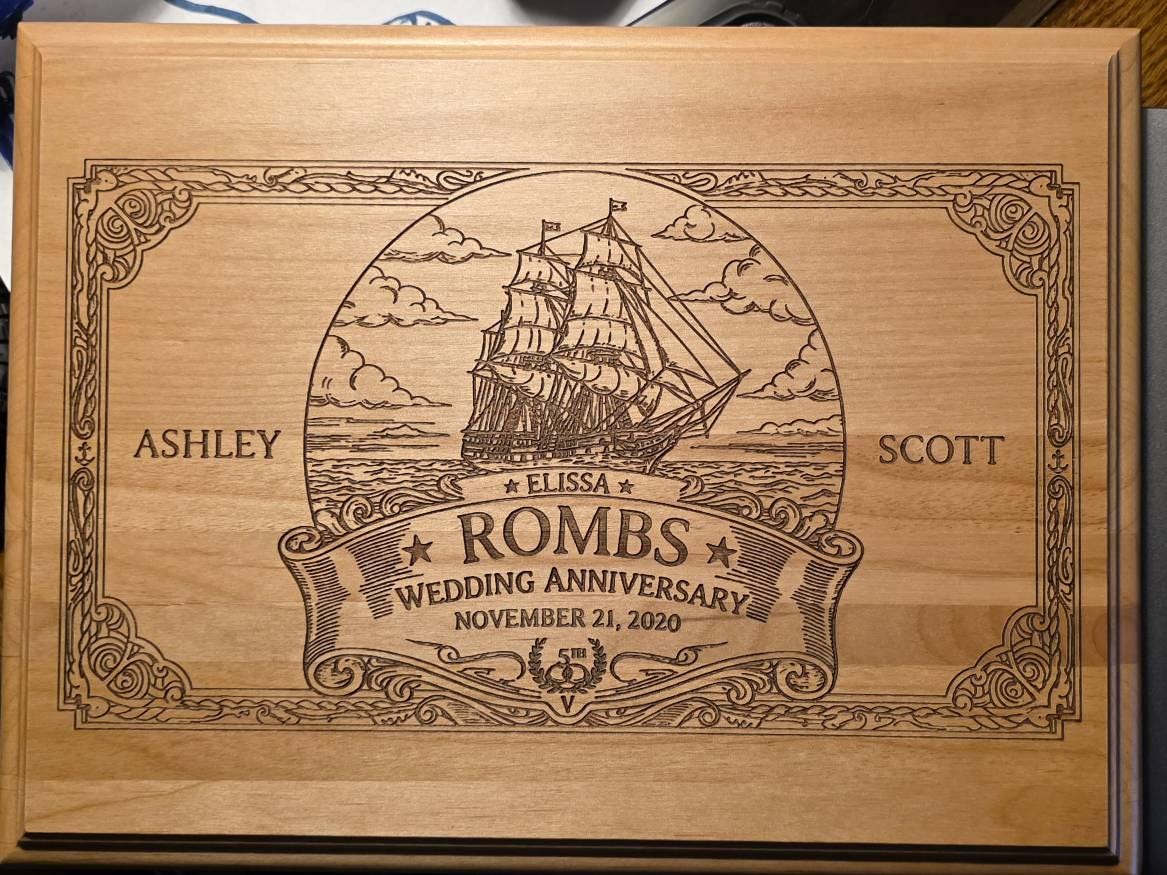 ASHLEY
SCOTT
★ ELISSA ★
★ ROMBS ★
WEDDING ANNIVERSARY
NOVEMBER 21, 2020
5TH
V